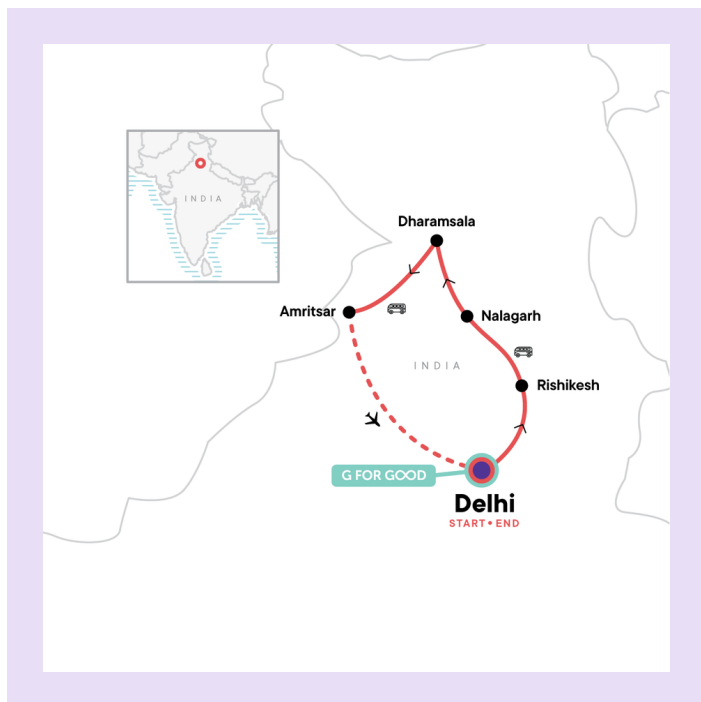 INDIA
Dharamsala
Amritsar
Nalagarh
INDIA
Rishikesh
G FOR GOOD
Delhi
START • END